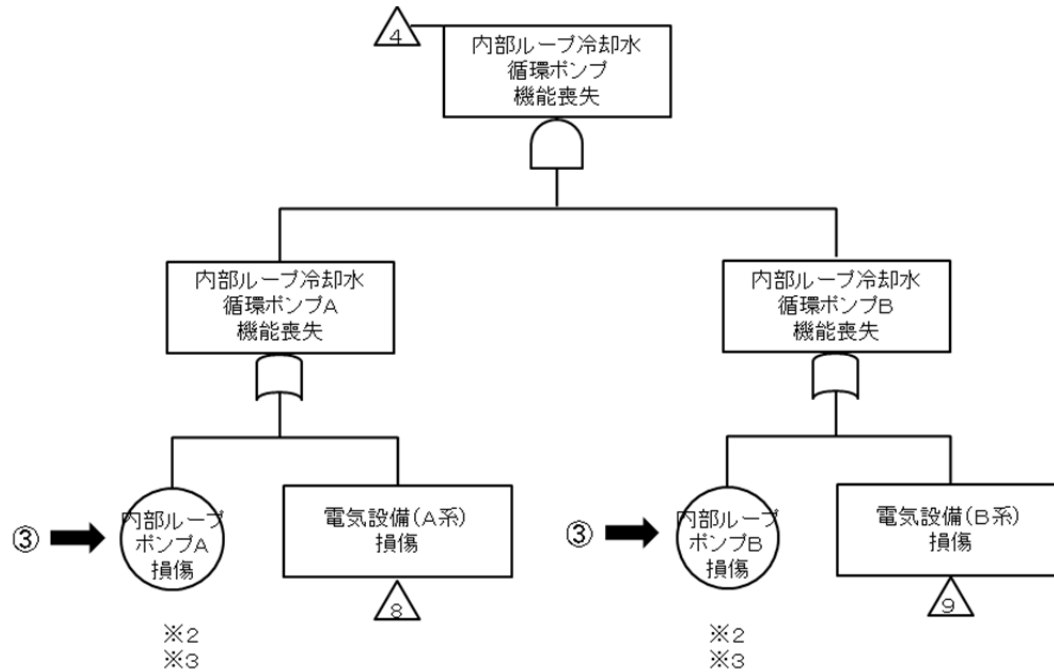 4
内部ループ冷却水
循環ポンプ
機能喪失
内部ループ冷却水
循環ポンプA
機能喪失
内部ループ冷却水
循環ポンプB
機能喪失
③
内部ループ
ポンプA
損傷
電気設備(A系)
損傷
8
※2
※3
③
内部ループ
ポンプB
損傷
電気設備(B系)
損傷
9
※2
※3